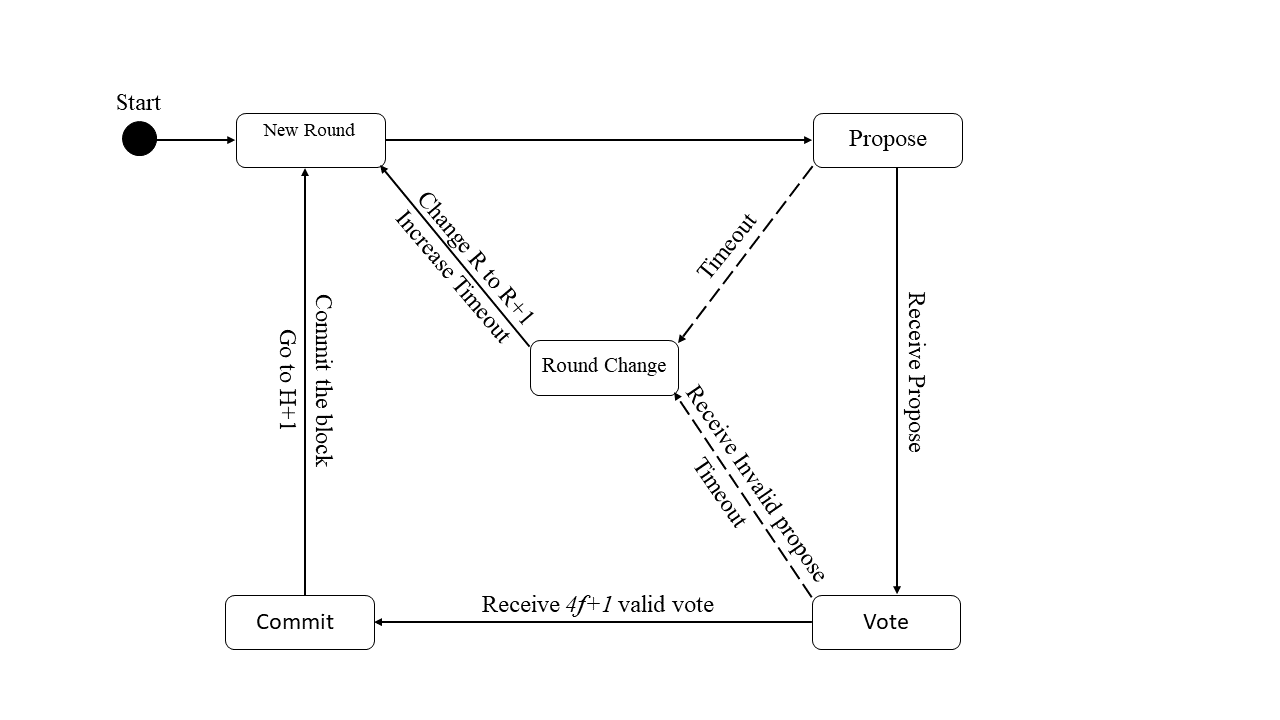 Start
New Round
Propose
Change R to R+1
Increase Timeout
Timeout
Round Change
Receive Propose
Commit the block
Go to H+1
Receive Invalid propose
Timeout
Commit
Receive 4f+1 valid vote
Vote